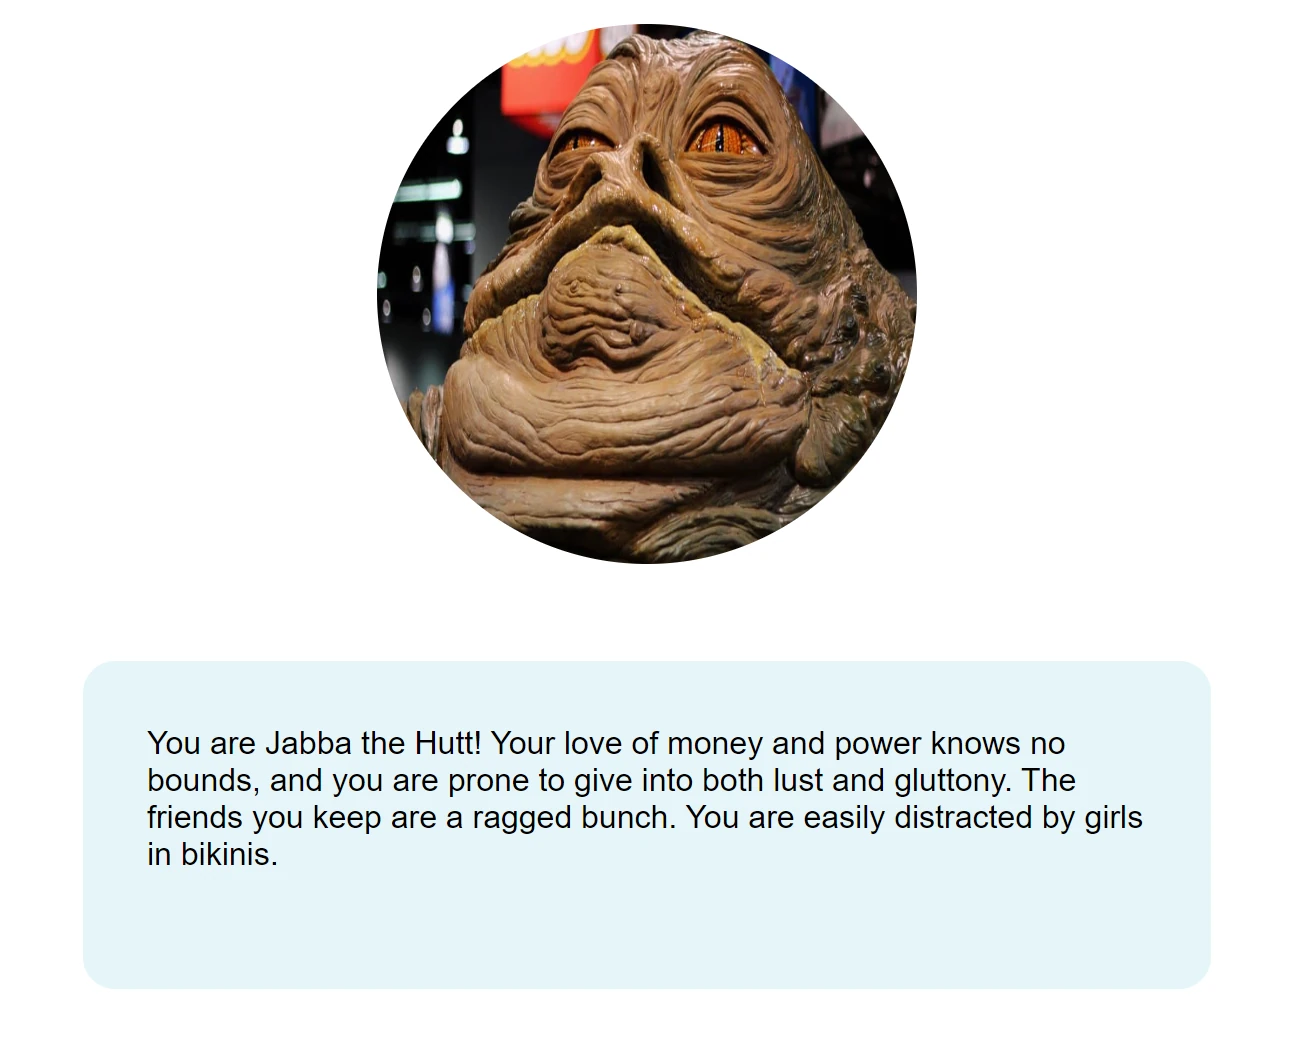 You are Jabba the Hutt! Your love of money and power knows no
bounds, and you are prone to give into both lust and gluttony. The
friends you keep are a ragged bunch. You are easily distracted by girls
in bikinis.